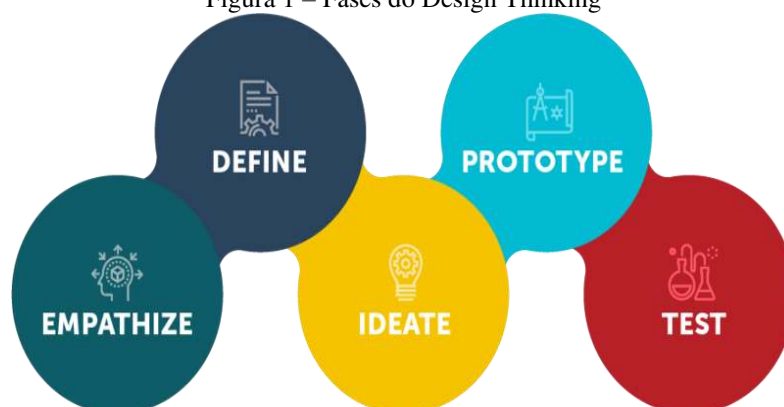 Figura 1 – Fases do Design Thinking
DEFINE
PROTOTYPE
EMPATHIZE
IDEATE
TEST